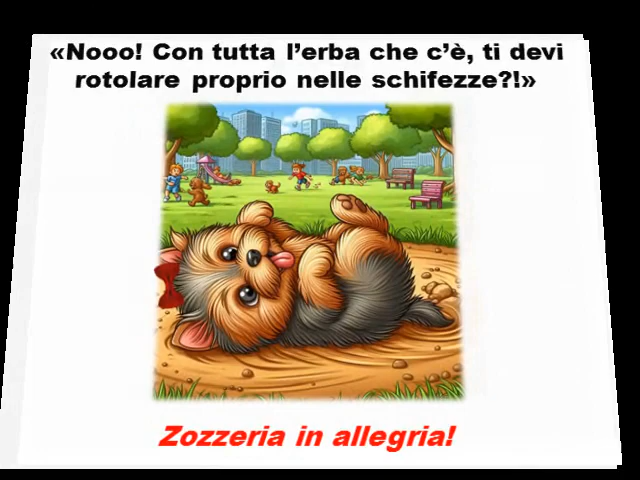 «Nooo! Con tutta l’erba che c’è, ti devi
rotolare proprio nelle schifezze?!»
Zozzeria in allegria!